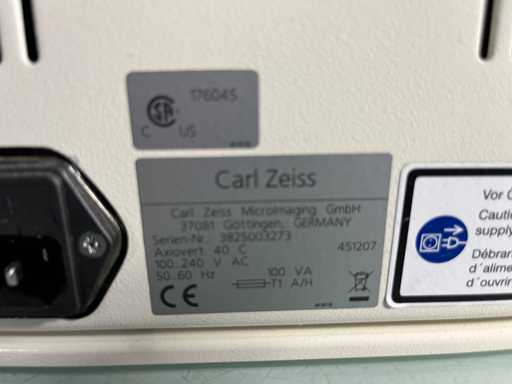 176045
CSA
C US
Carl Zeiss
Carl Zeiss MicroImaging GmbH
37081 Göttingen, GERMANY
Serien-Nr. 3825003273
Axiovert 40 C 451207
100...240 V AC
50..60 Hz 100 VA
CE T1 A/H
Vor
Cautio
supply
Débran
d'alime
d'ouvrir